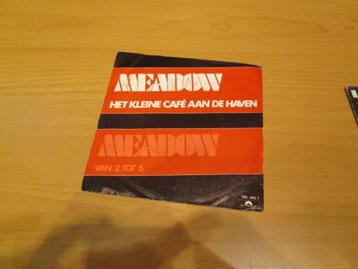 MEADOW
HET KLEINE CAFÉ AAN DE HAVEN
MEADOW
VAN 2 TOT 5